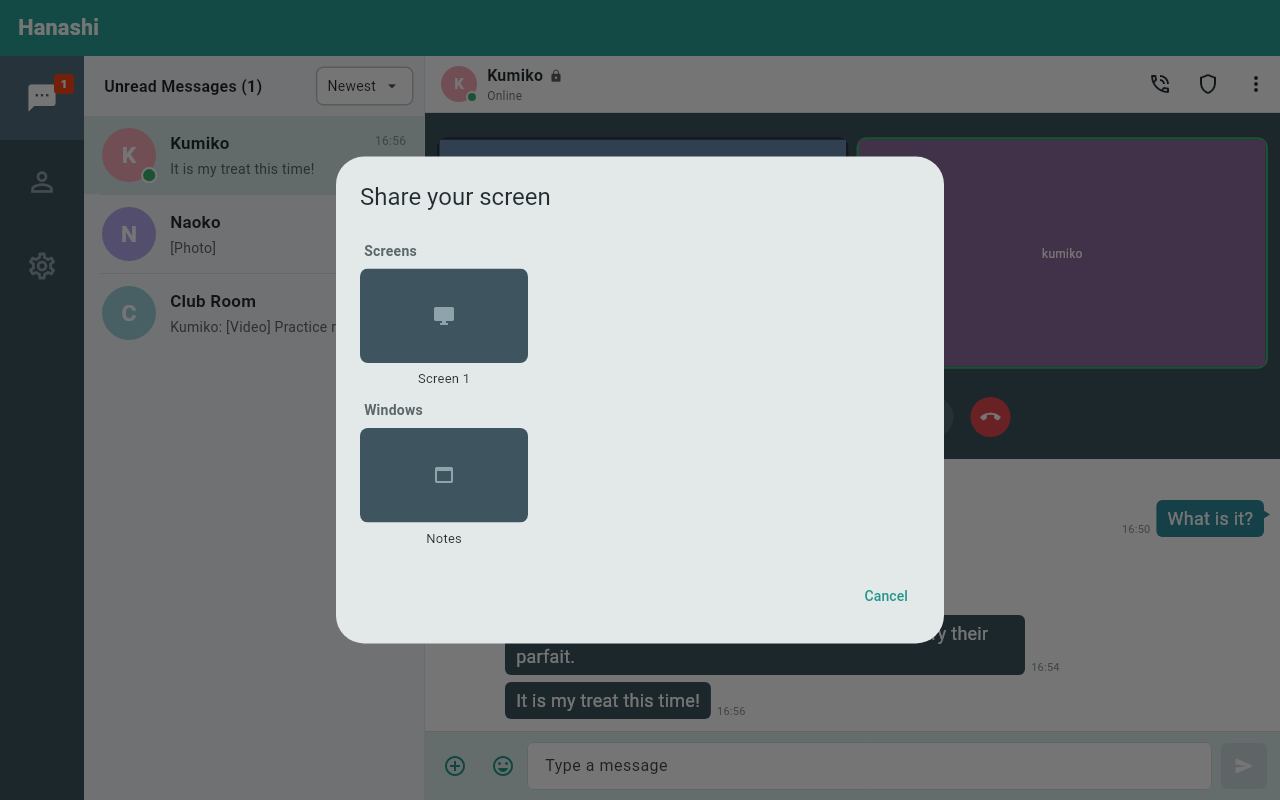 Hanashi
1
Unread Messages (1)
Newest
K
Kumiko
16:56
It is my treat this time!
N
Naoko
[Photo]
C
Club Room
Kumiko: [Video] Practice
K
Kumiko
Online
kumiko
Share your screen
Screens
Screen 1
Windows
Notes
Cancel
What is it?
16:50
their
parfait.
16:54
It is my treat this time!
16:56
Type a message